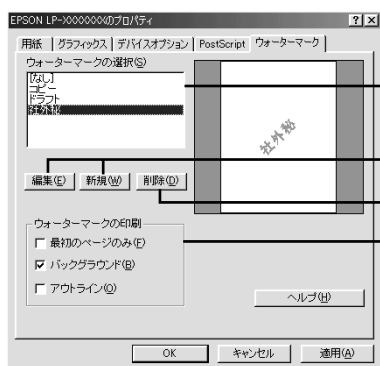 EPSON LP-XXXXXXXのプロパティ
用紙 グラフィックス デバイスオプション PostScript ウォーターマーク
ウォーターマークの選択(S)
[なし]
コピー
ドラフト
社外秘
社外秘
編集(E) 新規(W) 削除(D)
ウォーターマークの印刷
最初のページのみ(F)
バックグラウンド(B)
アウトライン(O)
ヘルプ(H)
OK キャンセル 適用(A)